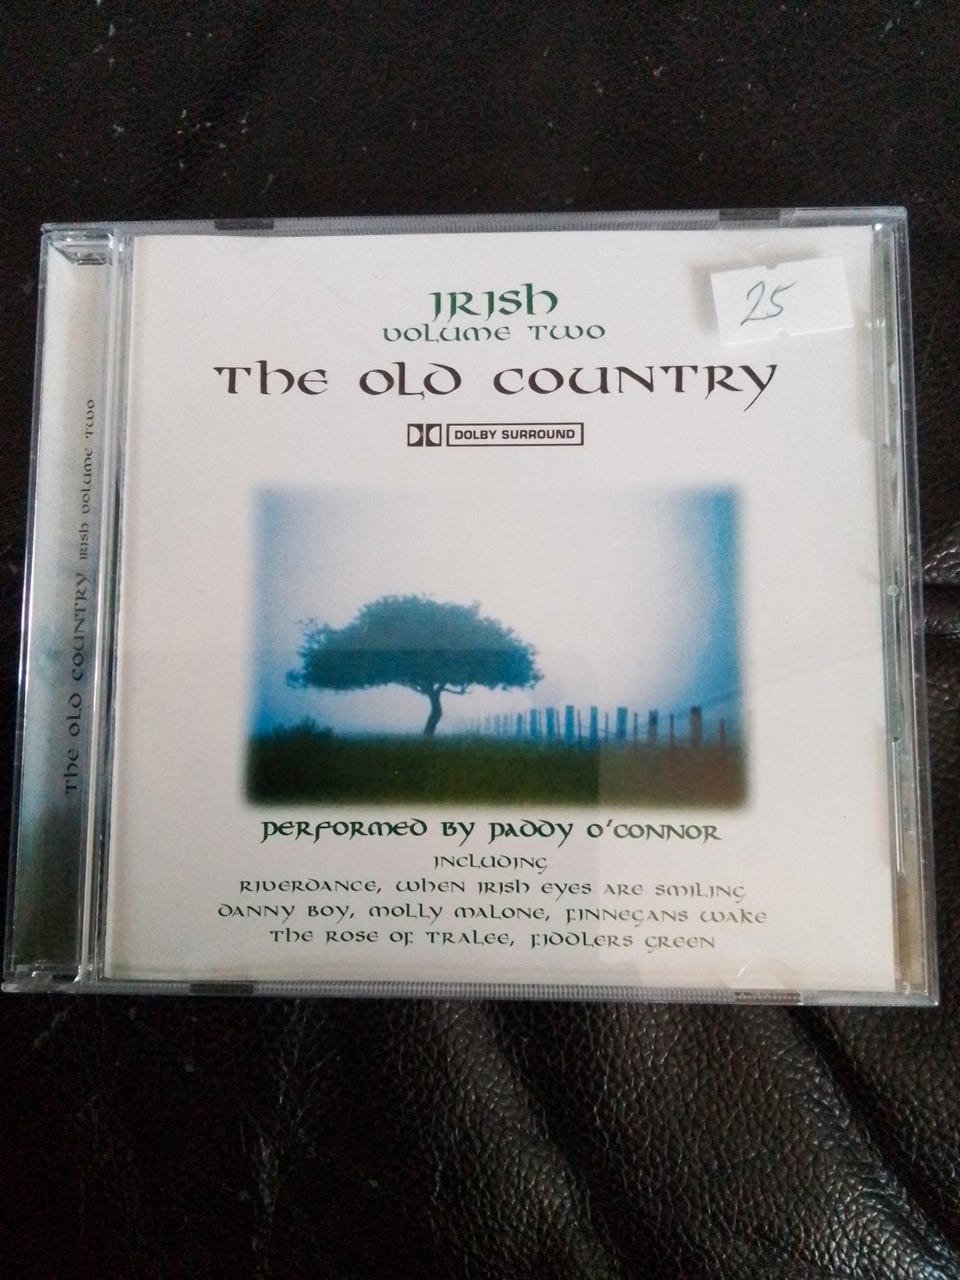 IRISH
VOLUME TWO
25
THE OLD COUNTRY
DOLBY SURROUND
THE OLD COUNTRY IRISH VOLUME TWO
PERFORMED BY PADDY O'CONNOR
INCLUDING
RIVERDANCE, WHEN IRISH EYES ARE SMILING
DANNY BOY, MOLLY MALONE, FINNEGANS WAKE
THE ROSE OF TRALEE, FIDDLERS GREEN